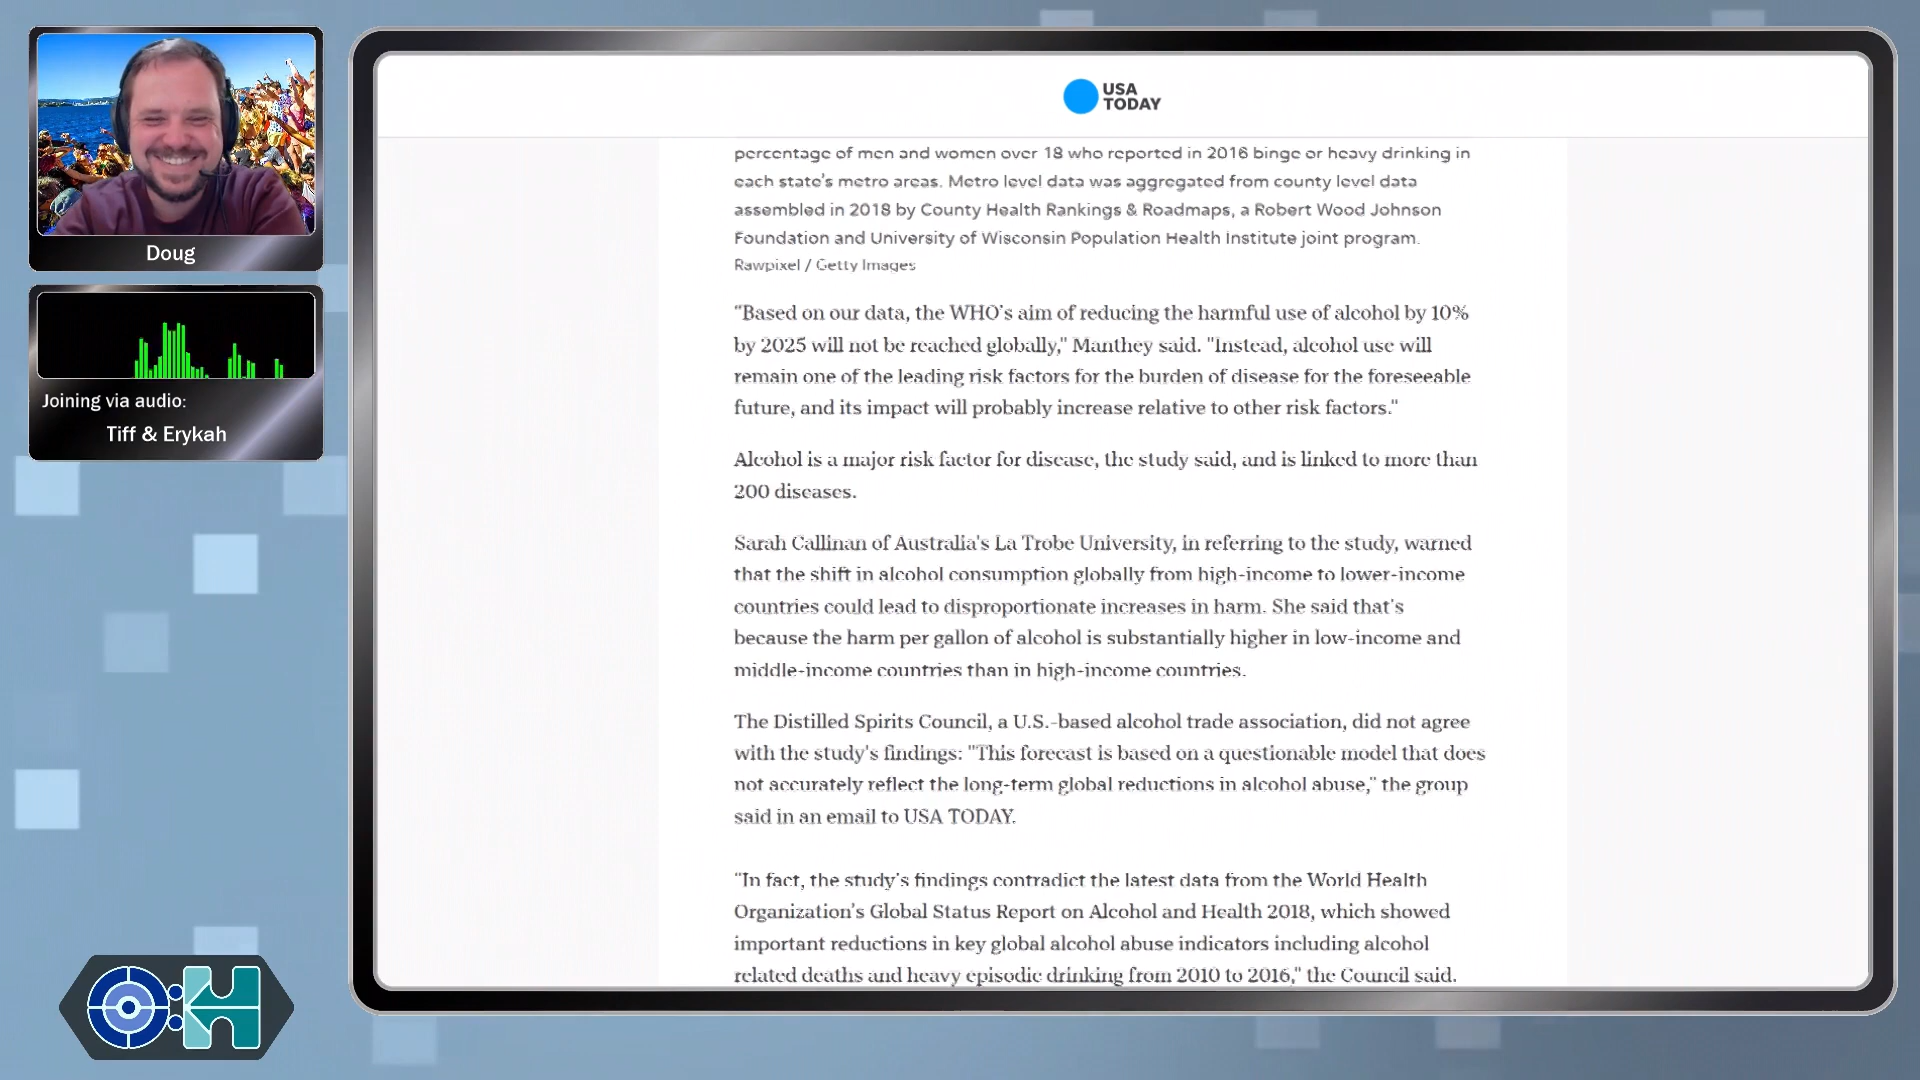 Doug
Joining via audio:
Tiff & Erykah
USA
TODAY
percentage of men and women over 18 who reported in 2016 binge or heavy drinking in
each state's metro areas. Metro level data was aggregated from county level data
assembled in 2018 by County Health Rankings & Roadmaps, a Robert Wood Johnson
Foundation and University of Wisconsin Population Health Institute joint program.
Rawpixel / Getty Images
"Based on our data, the WHO's aim of reducing the harmful use of alcohol by 10%
by 2025 will not be reached globally," Manthey said. "Instead, alcohol use will
remain one of the leading risk factors for the burden of disease for the foreseeable
future, and its impact will probably increase relative to other risk factors."
Alcohol is a major risk factor for disease, the study said, and is linked to more than
200 diseases.
Sarah Callinan of Australia's La Trobe University, in referring to the study, warned
that the shift in alcohol consumption globally from high-income to lower-income
countries could lead to disproportionate increases in harm. She said that's
because the harm per gallon of alcohol is substantially higher in low-income and
middle-income countries than in high-income countries.
The Distilled Spirits Council, a U.S.-based alcohol trade association, did not agree
with the study's findings: "This forecast is based on a questionable model that does
not accurately reflect the long-term global reductions in alcohol abuse," the group
said in an email to USA TODAY.
"In fact, the study's findings contradict the latest data from the World Health
Organization's Global Status Report on Alcohol and Health 2018, which showed
important reductions in key global alcohol abuse indicators including alcohol
related deaths and heavy episodic drinking from 2010 to 2016," the Council said.